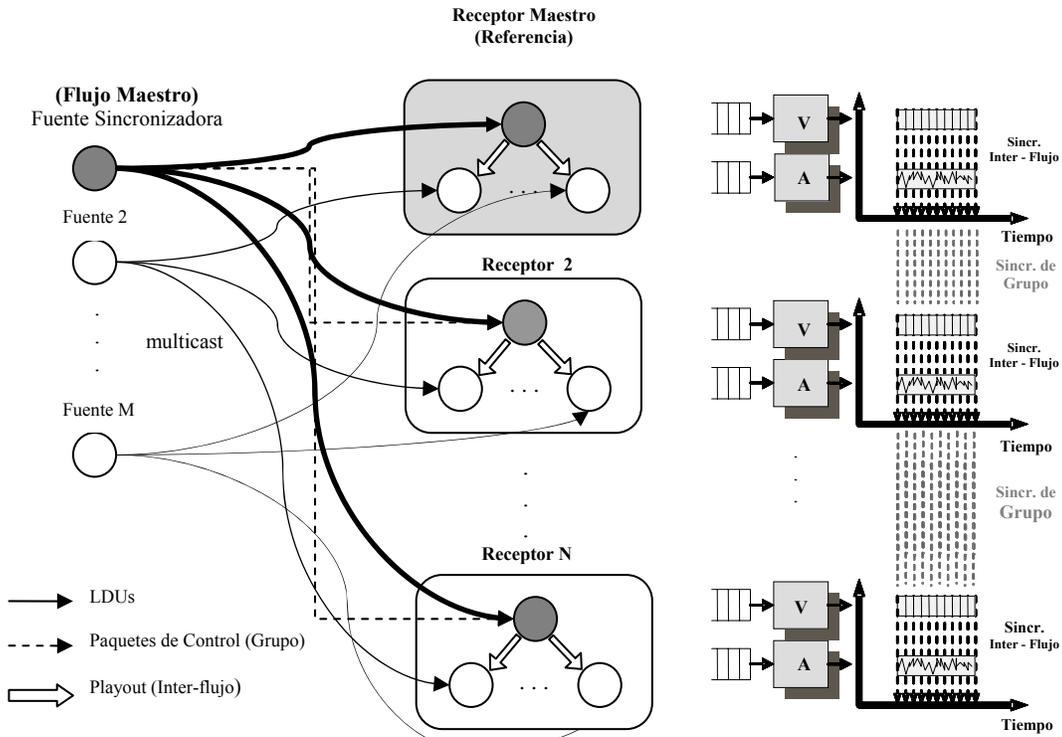 Receptor Maestro
(Referencia)
(Flujo Maestro)
Fuente Sincronizadora
Fuente 2
multicast
Fuente M
. . .
Receptor 2
. . .
Receptor N
. . .
LDUs
Paquetes de Control (Grupo)
Playout (Inter-flujo)
V
A
Sincr.
Inter - Flujo
Tiempo
Sincr. de
Grupo
V
A
Sincr.
Inter - Flujo
Tiempo
Sincr. de
Grupo
V
A
Sincr.
Inter - Flujo
Tiempo